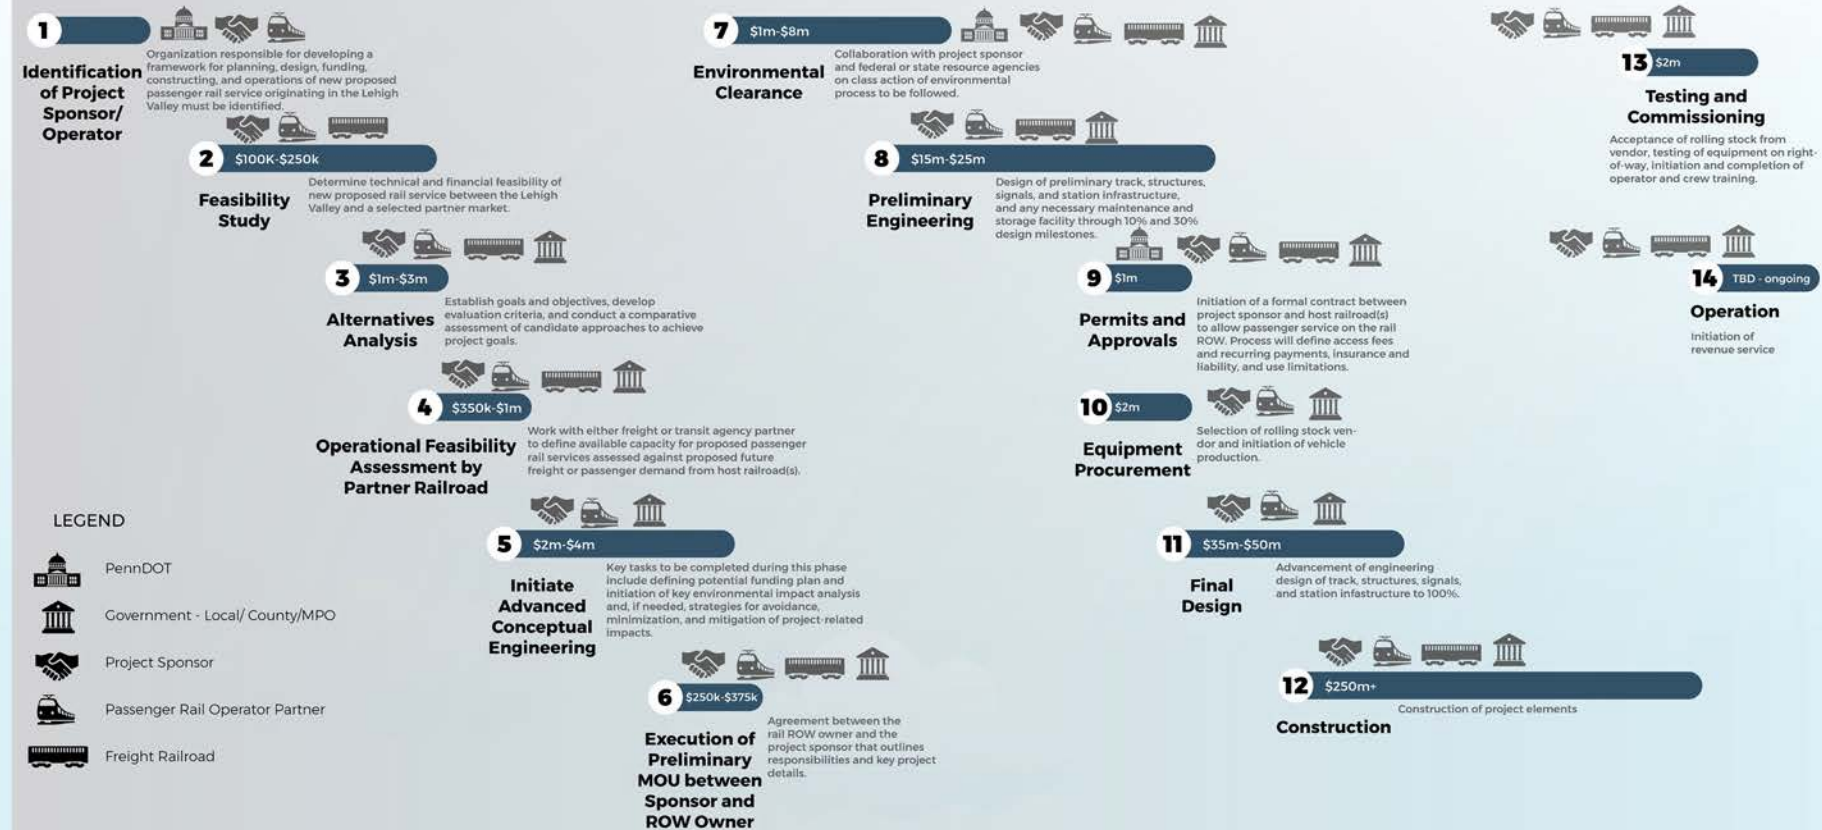 1
Identification
of Project
Sponsor/
Operator
Organization responsible for developing a
framework for planning, design, funding,
constructing, and operations of new proposed
passenger rail service originating in the Lehigh
Valley must be identified.
2 $100K-$250k
Feasibility
Study
Determine technical and financial feasibility of
new proposed rail service between the Lehigh
Valley and a selected partner market.
3 $1m-$3m
Alternatives
Analysis
Establish goals and objectives, develop
evaluation criteria, and conduct a comparative
assessment of candidate approaches to achieve
project goals.
4 $350k-$1m
Operational Feasibility
Assessment by
Partner Railroad
Work with either freight or transit agency partner
to define available capacity for proposed passenger
rail services assessed against proposed future
freight or passenger demand from host railroad(s).
5 $2m-$4m
Initiate
Advanced
Conceptual
Engineering
Key tasks to be completed during this phase
include defining potential funding plan and
initiation of key environmental impact analysis
and, if needed, strategies for avoidance,
minimization, and mitigation of project-related
impacts.
6 $250k-$375k
Execution of
Preliminary
MOU between
Sponsor and
ROW Owner
Agreement between the
rail ROW owner and the
project sponsor that outlines
responsibilities and key project
details.
7 $1m-$8m
Environmental
Clearance
Collaboration with project sponsor
and federal or state resource agencies
on class action of environmental
process to be followed.
8 $15m-$25m
Preliminary
Engineering
Design of preliminary track, structures,
signals, and station infrastructure,
and any necessary maintenance and
storage facility through 10% and 30%
design milestones.
9 $1m
Permits and
Approvals
Initiation of a formal contract between
project sponsor and host railroad(s)
to allow passenger service on the rail
ROW. Process will define access fees
and recurring payments, insurance and
liability, and use limitations.
10 $2m
Equipment
Procurement
Selection of rolling stock ven-
dor and initiation of vehicle
production.
11 $35m-$50m
Final
Design
Advancement of engineering
design of track, structures, signals,
and station infastructure to 100%.
12 $250m+
Construction
Construction of project elements
13 $2m
Testing and
Commissioning
Acceptance of rolling stock from
vendor, testing of equipment on right-
of-way, initiation and completion of
operator and crew training.
14 TBD - ongoing
Operation
Initiation of
revenue service
LEGEND
PennDOT
Government - Local/ County/MPO
Project Sponsor
Passenger Rail Operator Partner
Freight Railroad